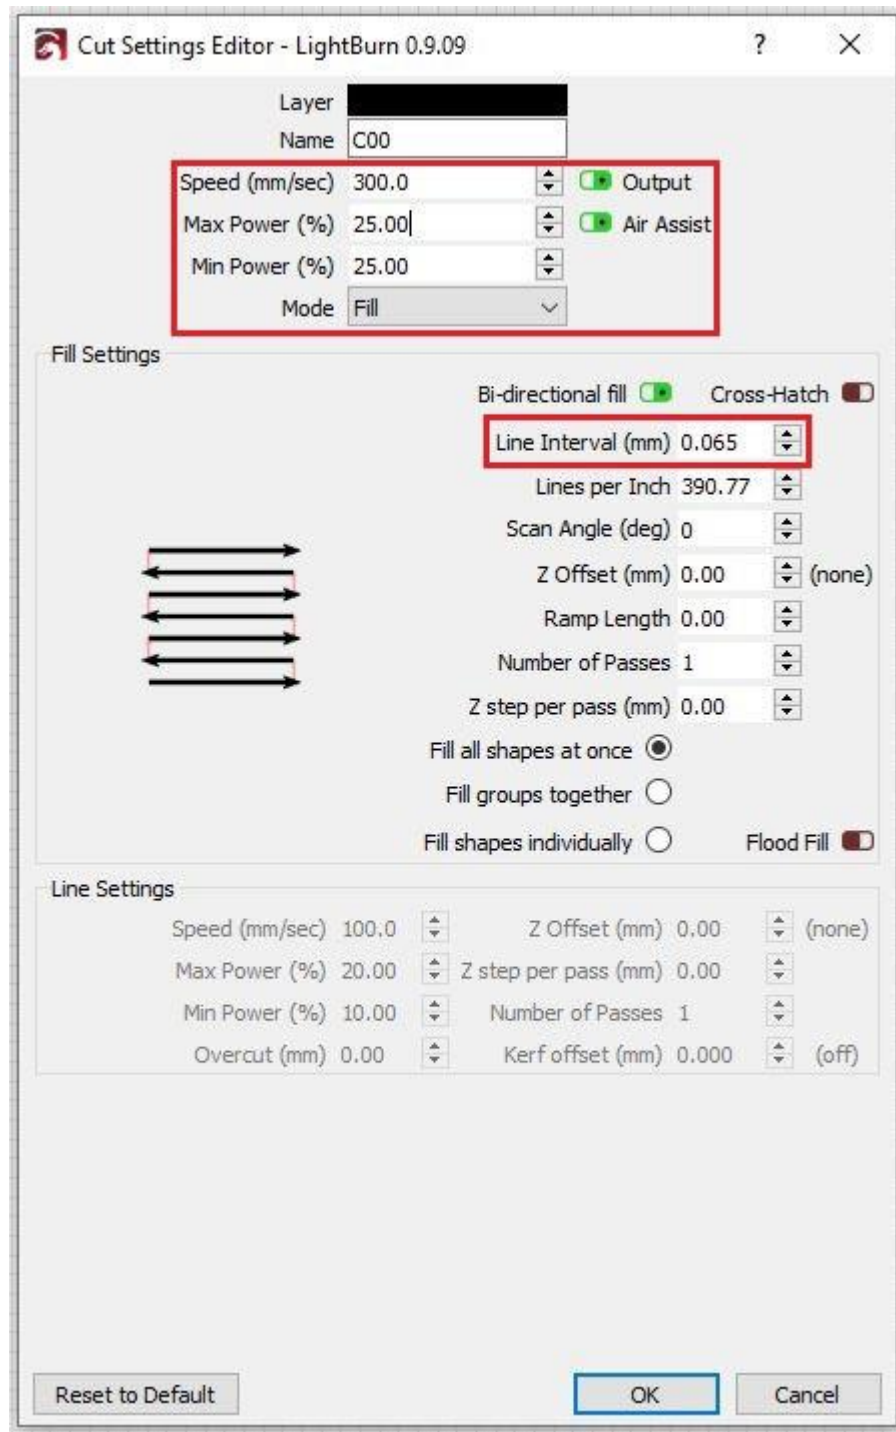 Cut Settings Editor - LightBurn 0.9.09 ?
Layer
Name C00
Speed (mm/sec) 300.0 Output
Max Power (%) 25.00 Air Assist
Min Power (%) 25.00
Mode Fill
Fill Settings
Bi-directional fill Cross-Hatch
Line Interval (mm) 0.065
Lines per Inch 390.77
Scan Angle (deg) 0
Z Offset (mm) 0.00 (none)
Ramp Length 0.00
Number of Passes 1
Z step per pass (mm) 0.00
Fill all shapes at once
Fill groups together
Fill shapes individually Flood Fill
Line Settings
Speed (mm/sec) 100.0 Z Offset (mm) 0.00 (none)
Max Power (%) 20.00 Z step per pass (mm) 0.00
Min Power (%) 10.00 Number of Passes 1
Overcut (mm) 0.00 Kerf offset (mm) 0.000 (off)
Reset to Default OK Cancel